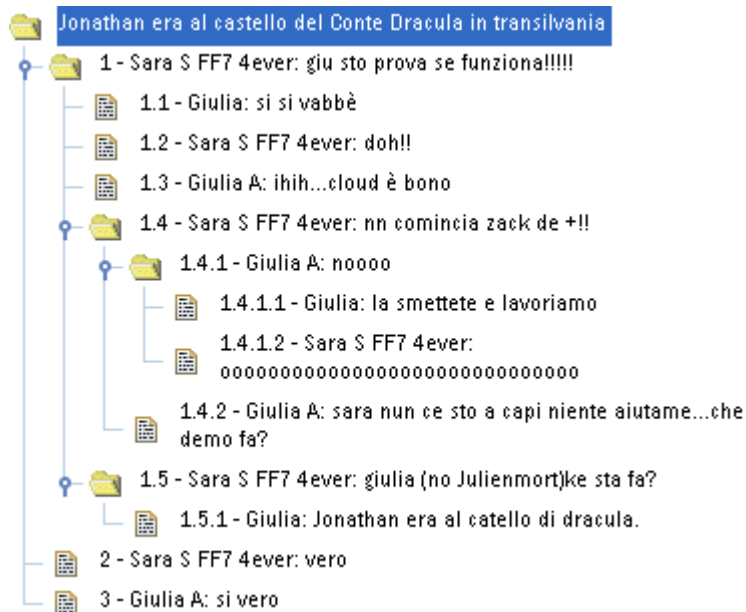 Jonathan era al castello del Conte Dracula in transilvania
1 - Sara S FF7 4ever: giu sto prova se funziona!!!!!
1.1 - Giulia: si si vabbè
1.2 - Sara S FF7 4ever: doh!!
1.3 - Giulia A: ihih...cloud è bono
1.4 - Sara S FF7 4ever: nn comincia zack de +!!
1.4.1 - Giulia A: noooo
1.4.1.1 - Giulia: la smettete e lavoriamo
1.4.1.2 - Sara S FF7 4ever:
oooooooooooooooooooooooooooooo
1.4.2 - Giulia A: sara nun ce sto a capi niente aiutame...che
demo fa?
1.5 - Sara S FF7 4ever: giulia (no Julienmort)ke sta fa?
1.5.1 - Giulia: Jonathan era al catello di dracula.
2 - Sara S FF7 4ever: vero
3 - Giulia A: si vero